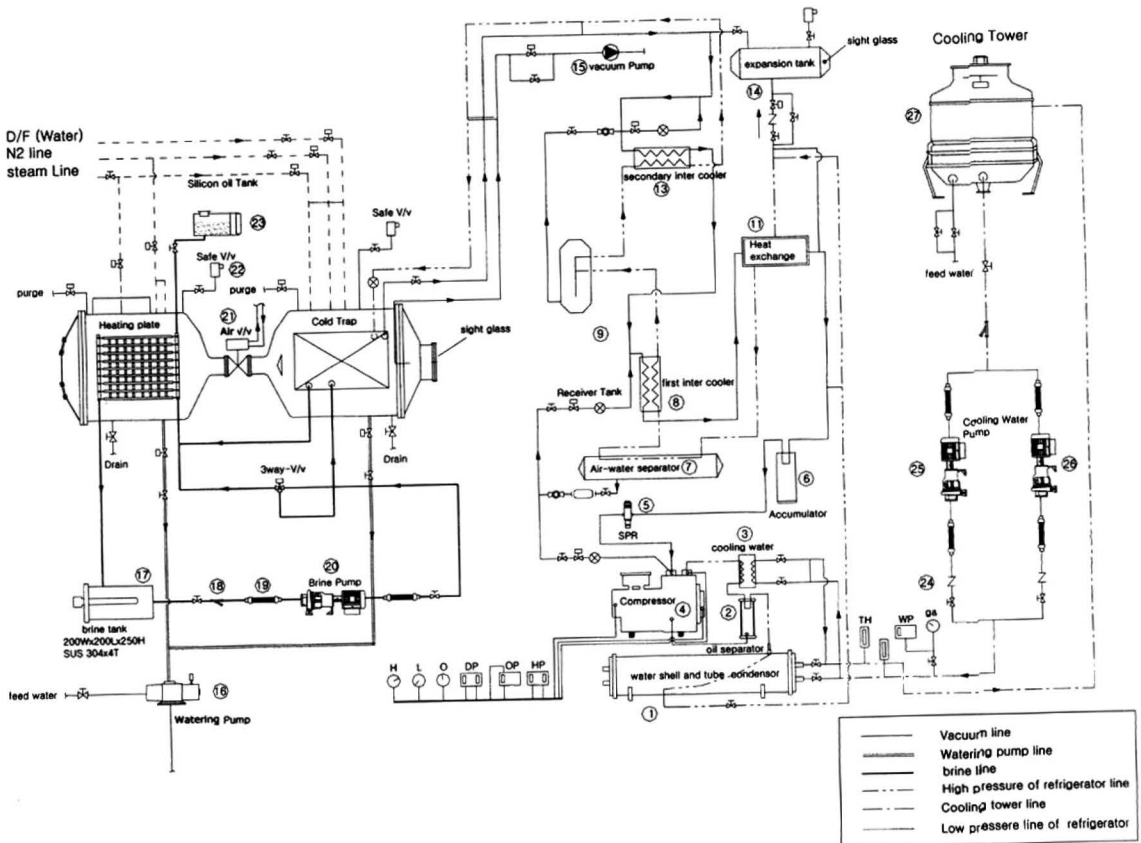 sight glass
Cooling Tower
15
vacuum Pump
expansion tank
14
27
D/F (Water)
N2 line
steam Line
Silicon oil Tank
secondary inter cooler
13
23
Safe V/v
11
Safe V/v
22
Heat
exchange
feed water
purge
purge
21
Air v/v
Heating plate
Cold Trap
sight glass
9
Receiver Tank
first inter cooler
8
Cooling Water
Pump
Drain
Drain
3way-V/v
Air-water separator
7
25
26
6
5
Accumulator
SPR
3
cooling water
17
18
19
20
Brine Pump
Compressor
4
2
24
brine tank
200Wx200Lx250H
SUS 304x4T
oil separator
TH
WP
ga
H
L
O
DP
OP
HP
water shell and tube condensor
feed water
16
Watering Pump
1
Vacuum line
Watering pump line
brine line
High pressure of refrigerator line
Cooling tower line
Low pressere line of refrigerator